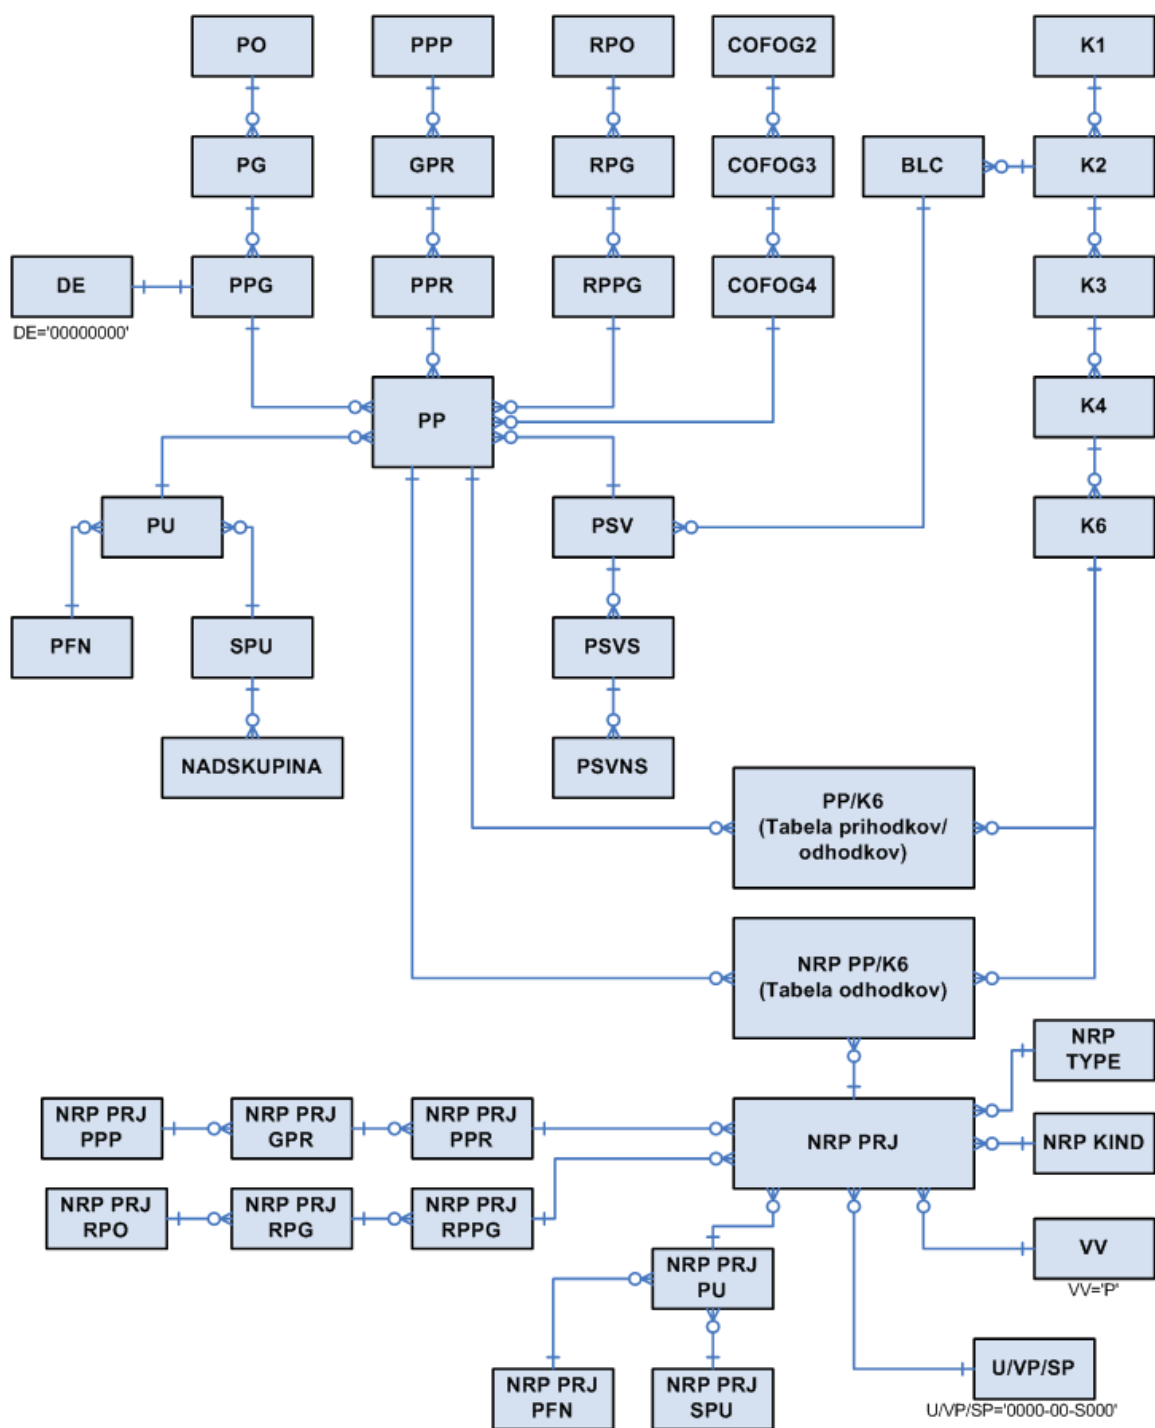 PO
PPP
RPO
COFOG2
K1
PG
GPR
RPG
COFOG3
BLC
K2
DE
PPG
PPR
RPPG
COFOG4
K3
DE='00000000'
PP
K4
PU
PSV
K6
PFN
SPU
PSVS
NADSKUPINA
PSVNS
PP/K6
(Tabela prihodkov/
odhodkov)
NRP PP/K6
(Tabela odhodkov)
NRP
TYPE
NRP PRJ
PPP
NRP PRJ
GPR
NRP PRJ
PPR
NRP PRJ
NRP KIND
NRP PRJ
RPO
NRP PRJ
RPG
NRP PRJ
RPPG
VV
VV='P'
NRP PRJ
PU
NRP PRJ
PFN
NRP PRJ
SPU
U/VP/SP
U/VP/SP='0000-00-S000'